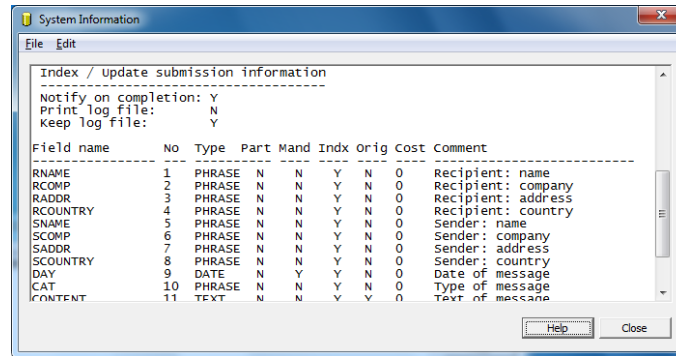 System Information
File Edit
Index / Update submission information
-------------------------------------
Notify on completion: Y
Print log file: N
Keep log file: Y
Field name No Type Part Mand Indx Orig Cost Comment
---------------- --- ------ ---- ---- ---- ---- ---- --------------------------
RNAME 1 PHRASE N N Y N 0 Recipient: name
RCOMP 2 PHRASE N N Y N 0 Recipient: company
RADDR 3 PHRASE N N Y N 0 Recipient: address
RCOUNTRY 4 PHRASE N N Y N 0 Recipient: country
SNAME 5 PHRASE N N Y N 0 Sender: name
SCOMP 6 PHRASE N N Y N 0 Sender: company
SADDR 7 PHRASE N N Y N 0 Sender: address
SCOUNTRY 8 PHRASE N N Y N 0 Sender: country
DAY 9 DATE N Y Y N 0 Date of message
CAT 10 PHRASE N N Y N 0 Type of message
CONTENT 11 TEXT N N Y Y 0 Text of message
Help Close